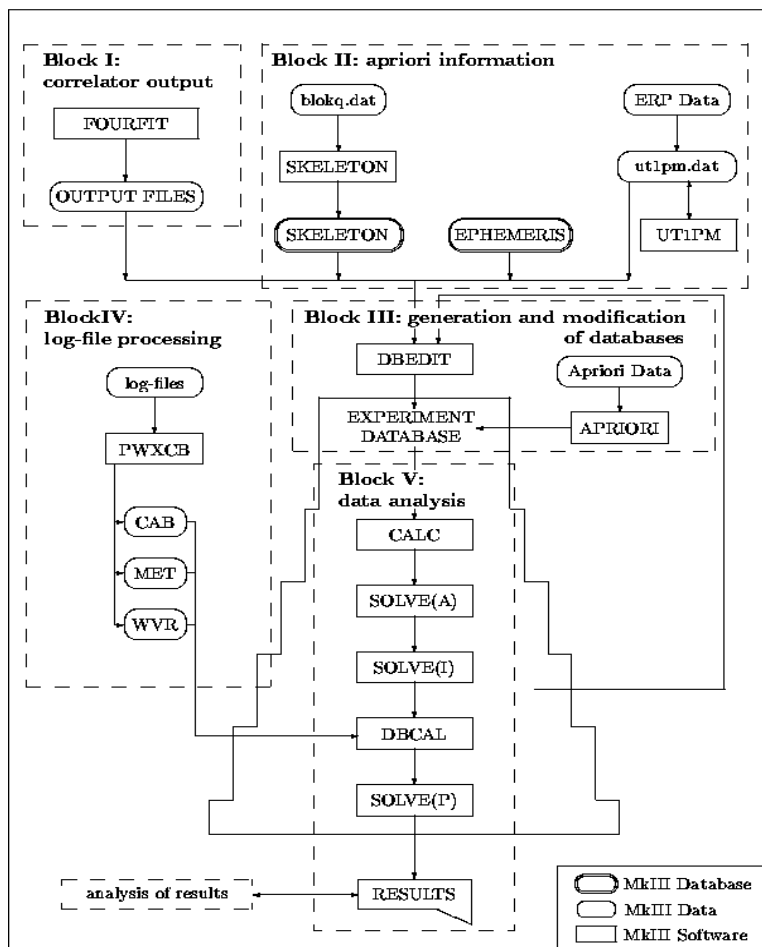 Block I:
correlator output
FOURFIT
OUTPUT FILES
Block II: apriori information
blokq.dat
SKELETON
SKELETON
EPHEMERIS
ERP Data
ut1pm.dat
UT1PM
BlockIV:
log-file processing
log-files
PWXCB
CAB
MET
WVR
Block III: generation and modification
of databases
DBEDIT
Apriori Data
EXPERIMENT
DATABASE
APRIORI
Block V:
data analysis
CALC
SOLVE(A)
SOLVE(I)
DBCAL
SOLVE(P)
RESULTS
analysis of results
MkIII Database
MkIII Data
MkIII Software